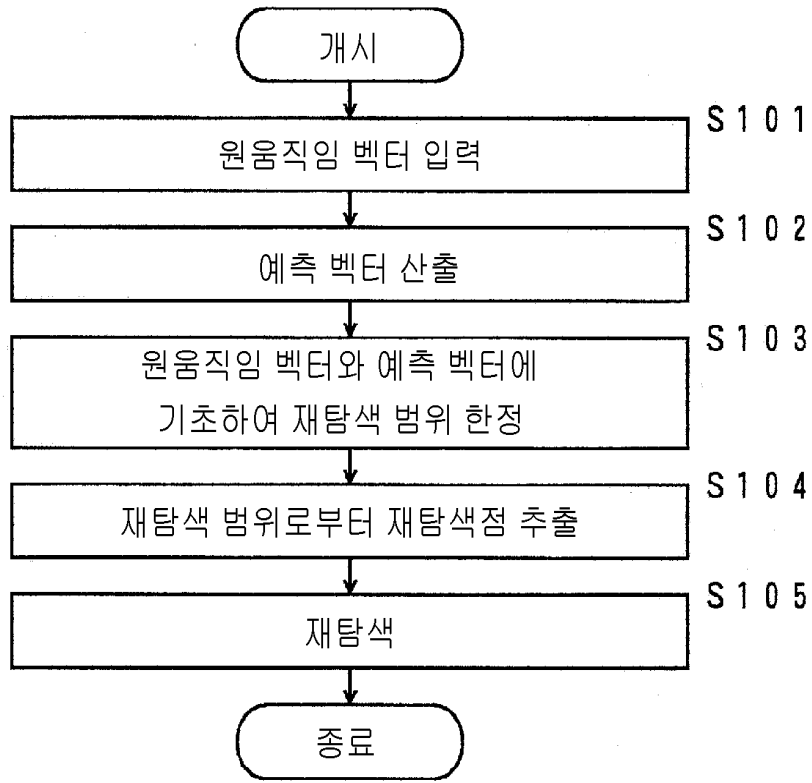 개시
S101
원움직임 벡터 입력
S102
예측 벡터 산출
S103
원움직임 벡터와 예측 벡터에
기초하여 재탐색 범위 한정
S104
재탐색 범위로부터 재탐색점 추출
S105
재탐색
종료